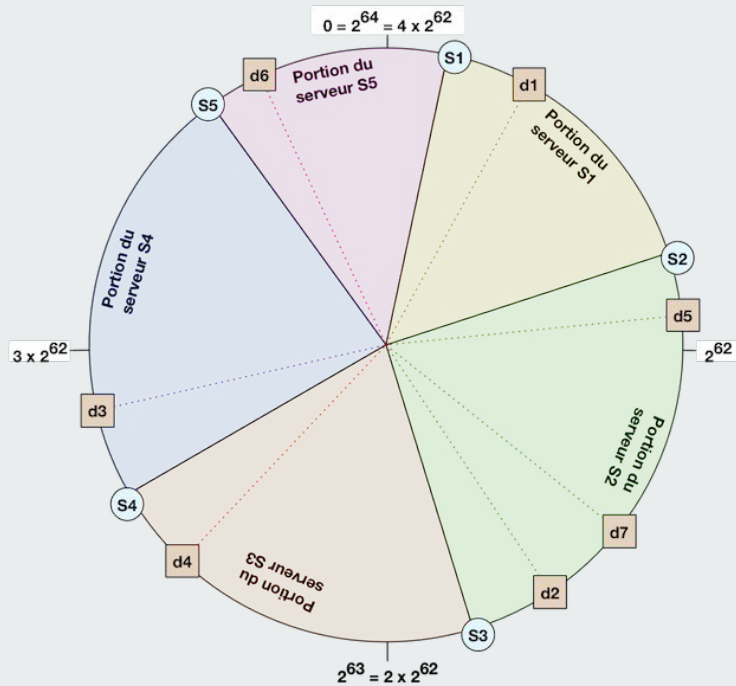 0 = 2^64 = 4 x 2^62
S1
d6
Portion du
serveur S5
d1
S5
Portion du
serveur S1
S2
Portion du
serveur S4
d5
3 x 2^62
2^62
d3
Portion du
serveur S2
S4
d7
d4
Portion du
serveur S3
d2
S3
2^63 = 2 x 2^62